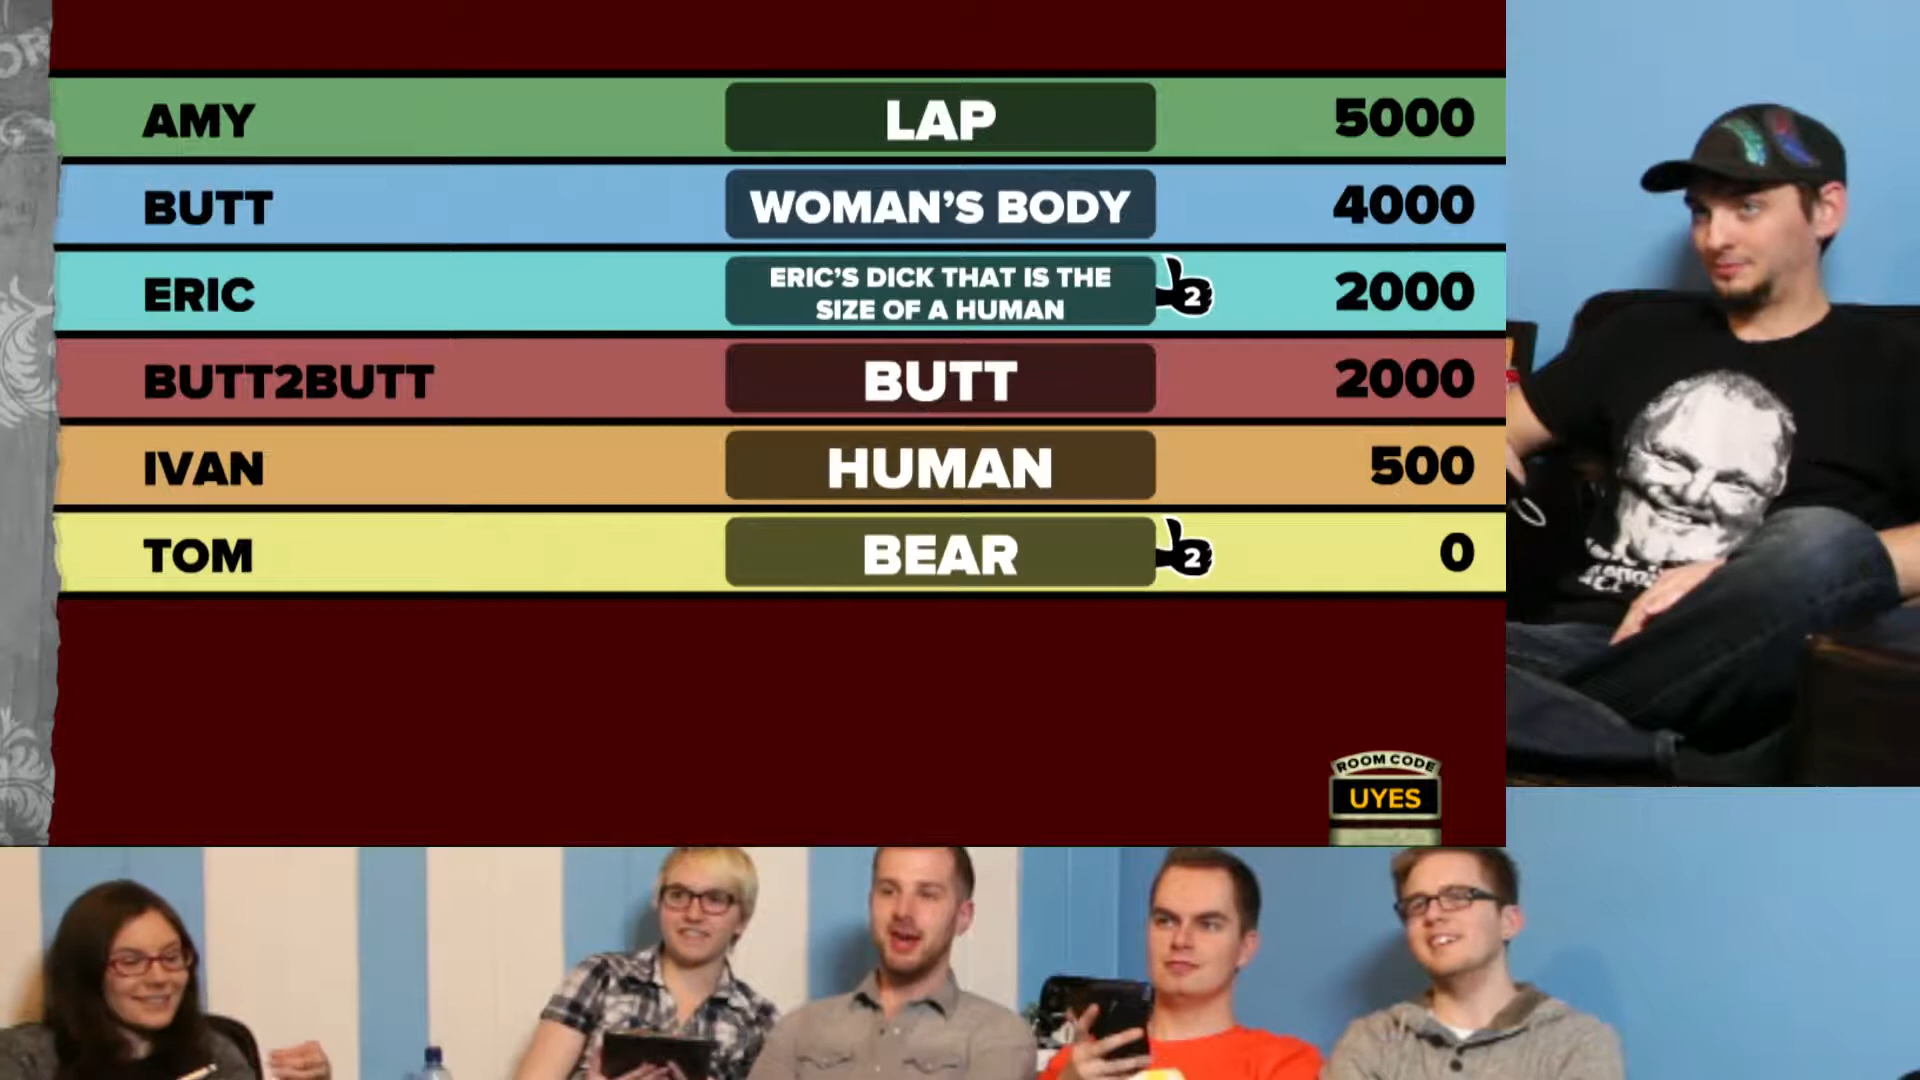 AMY LAP 5000
BUTT WOMAN'S BODY 4000
ERIC ERIC'S DICK THAT IS THE
SIZE OF A HUMAN 2 2000
BUTT2BUTT BUTT 2000
IVAN HUMAN 500
TOM BEAR 2 0
ROOM CODE
UYES